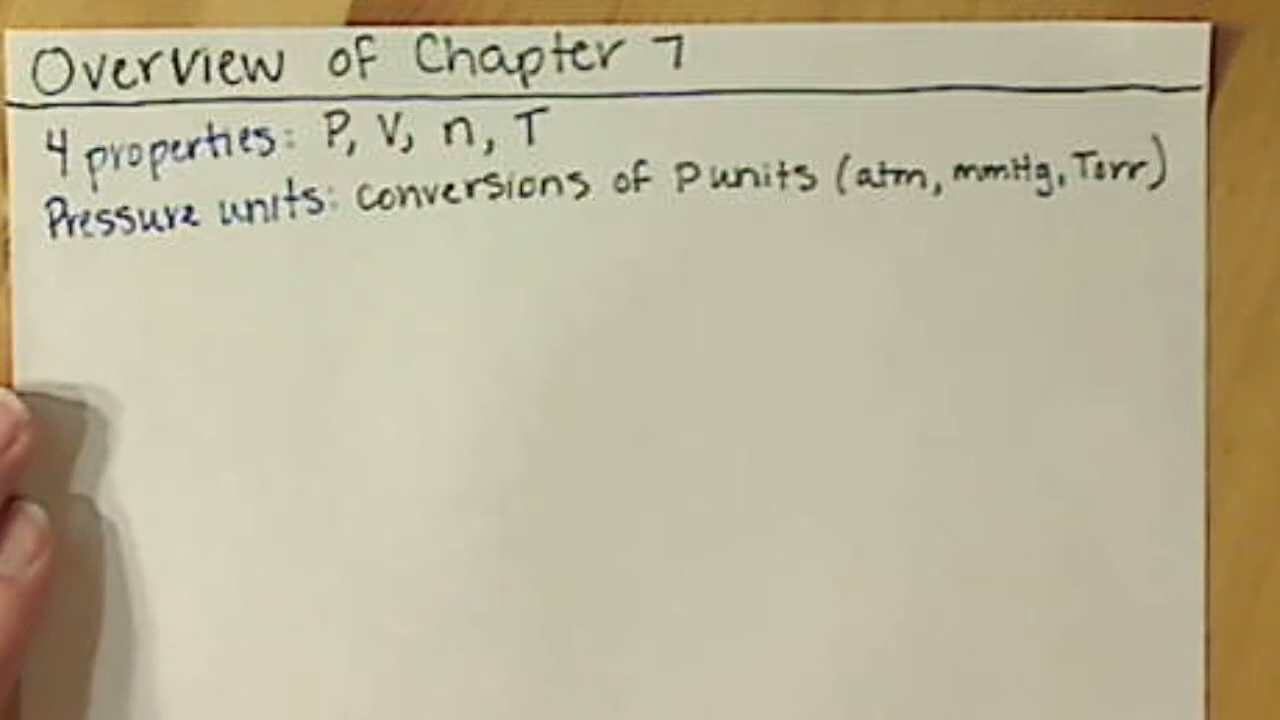 Overview of Chapter 7
4 properties: P, V, n, T
Pressure units: conversions of P units (atm, mmHg, Torr)